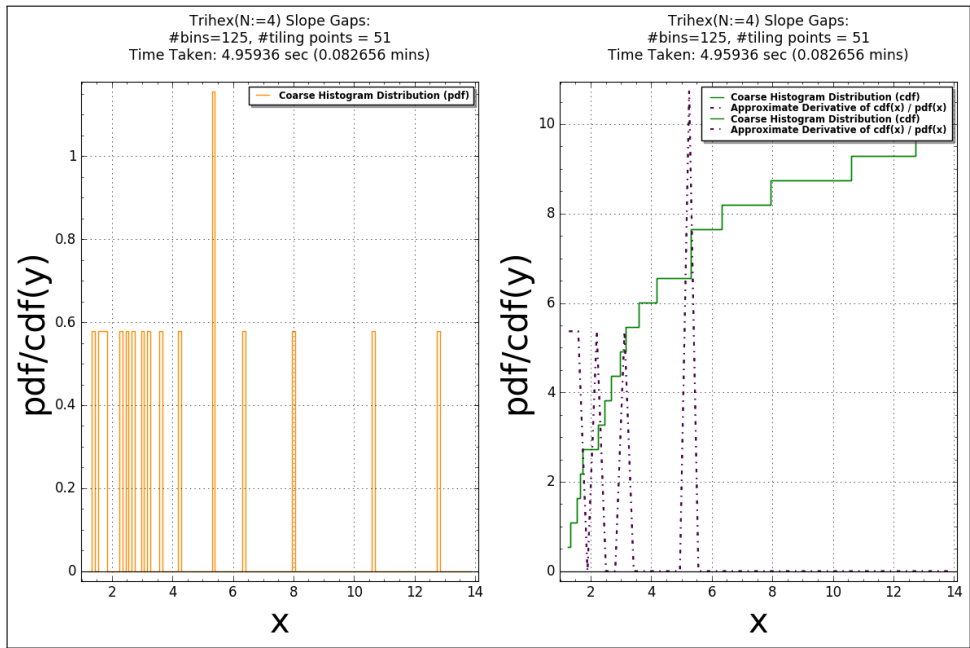 Trihex(N:=4) Slope Gaps:
#bins=125, #tiling points = 51
Time Taken: 4.95936 sec (0.082656 mins)
Coarse Histogram Distribution (pdf)
pdf/cdf(y)
1
0.8
0.6
0.4
0.2
0
2
4
6
8
10
12
14
x
Trihex(N:=4) Slope Gaps:
#bins=125, #tiling points = 51
Time Taken: 4.95936 sec (0.082656 mins)
Coarse Histogram Distribution (cdf)
Approximate Derivative of cdf(x) / pdf(x)
Coarse Histogram Distribution (cdf)
Approximate Derivative of cdf(x) / pdf(x)
pdf/cdf(y)
10
8
6
4
2
0
2
4
6
8
10
12
14
x